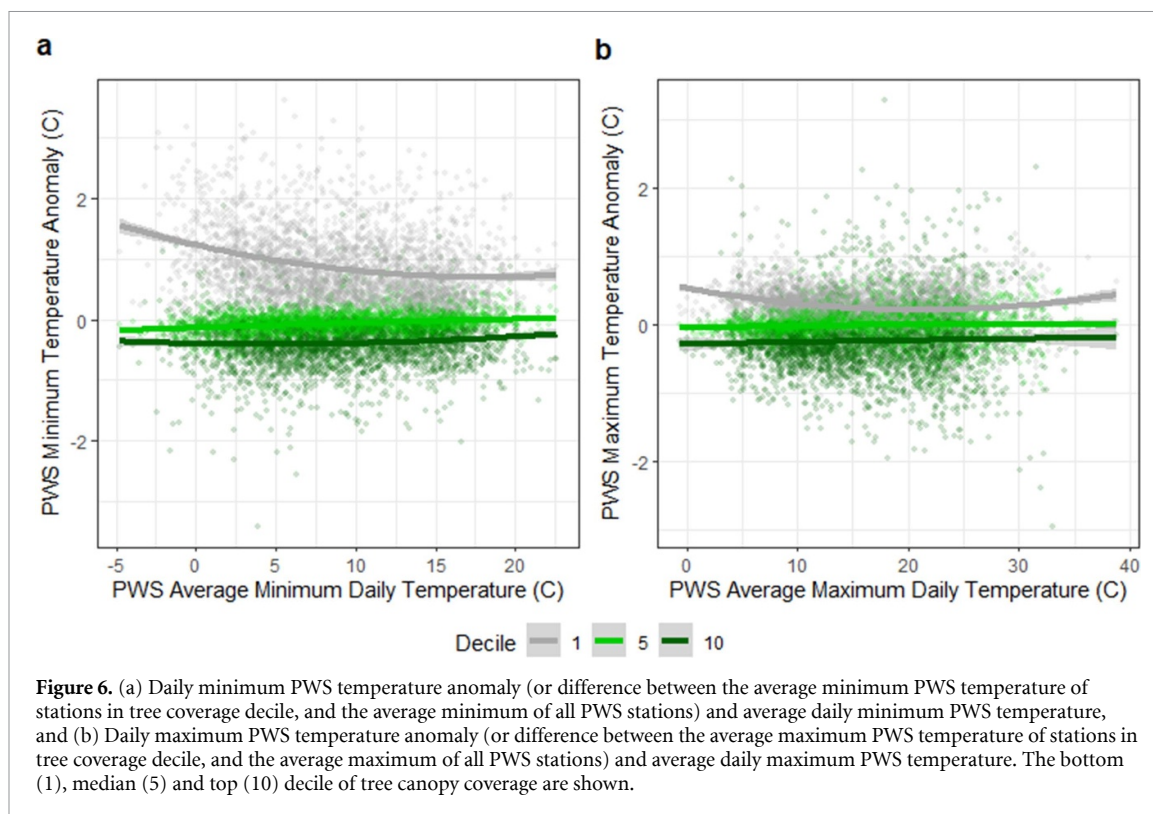 a
b
PWS Minimum Temperature Anomaly (C)
2
0
-2
-5
0
5
10
15
20
PWS Average Minimum Daily Temperature (C)
PWS Maximum Temperature Anomaly (C)
2
0
-2
0
10
20
30
40
PWS Average Maximum Daily Temperature (C)
Decile 1 5 10
Figure 6. (a) Daily minimum PWS temperature anomaly (or difference between the average minimum PWS temperature of
stations in tree coverage decile, and the average minimum of all PWS stations) and average daily minimum PWS temperature,
and (b) Daily maximum PWS temperature anomaly (or difference between the average maximum PWS temperature of stations in
tree coverage decile, and the average maximum of all PWS stations) and average daily maximum PWS temperature. The bottom
(1), median (5) and top (10) decile of tree canopy coverage are shown.